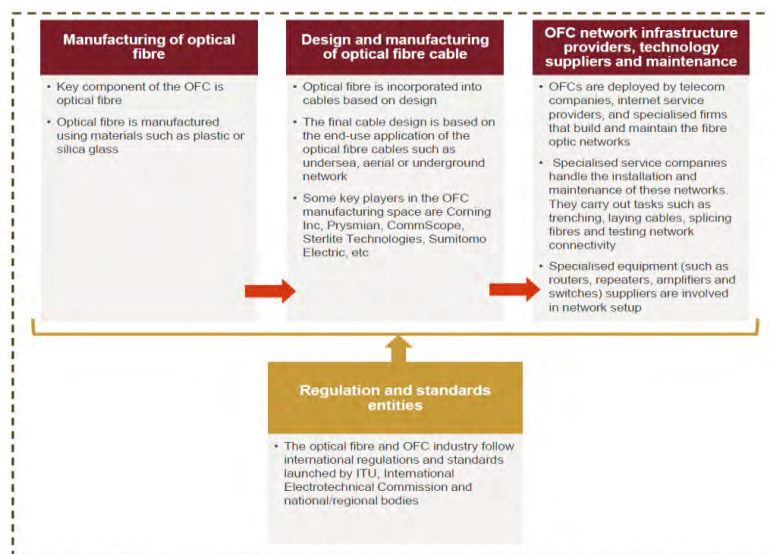 Manufacturing of optical
fibre
• Key component of the OFC is
optical fibre
• Optical fibre is manufactured
using materials such as plastic or
silica glass
Design and manufacturing
of optical fibre cable
• Optical fibre is incorporated into
cables based on design
• The final cable design is based on
the end-use application of the
optical fibre cables such as
undersea, aerial or underground
network
• Some key players in the OFC
manufacturing space are Corning
Inc, Prysmian, CommScope,
Sterlite Technologies, Sumitomo
Electric, etc
OFC network infrastructure
providers, technology
suppliers and maintenance
• OFCs are deployed by telecom
companies, internet service
providers, and specialised firms
that build and maintain the fibre
optic networks
• Specialised service companies
handle the installation and
maintenance of these networks.
They carry out tasks such as
trenching, laying cables, splicing
fibres and testing network
connectivity
• Specialised equipment (such as
routers, repeaters, amplifiers and
switches) suppliers are involved
in network setup
Regulation and standards
entities
• The optical fibre and OFC industry follow
international regulations and standards
launched by ITU, International
Electrotechnical Commission and
national/regional bodies